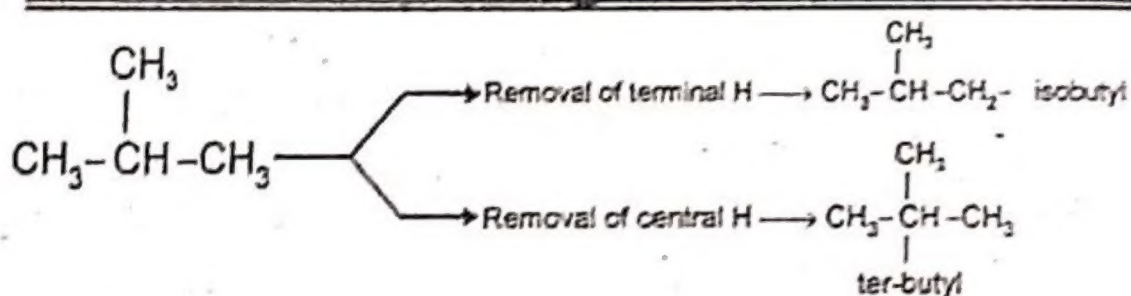 CH₃
CH₃-CH-CH₃
Removal of terminal H → CH₃-CH-CH₂- isobutyl
CH₃
Removal of central H → CH₃-CH-CH₃
CH₃
ter-butyl